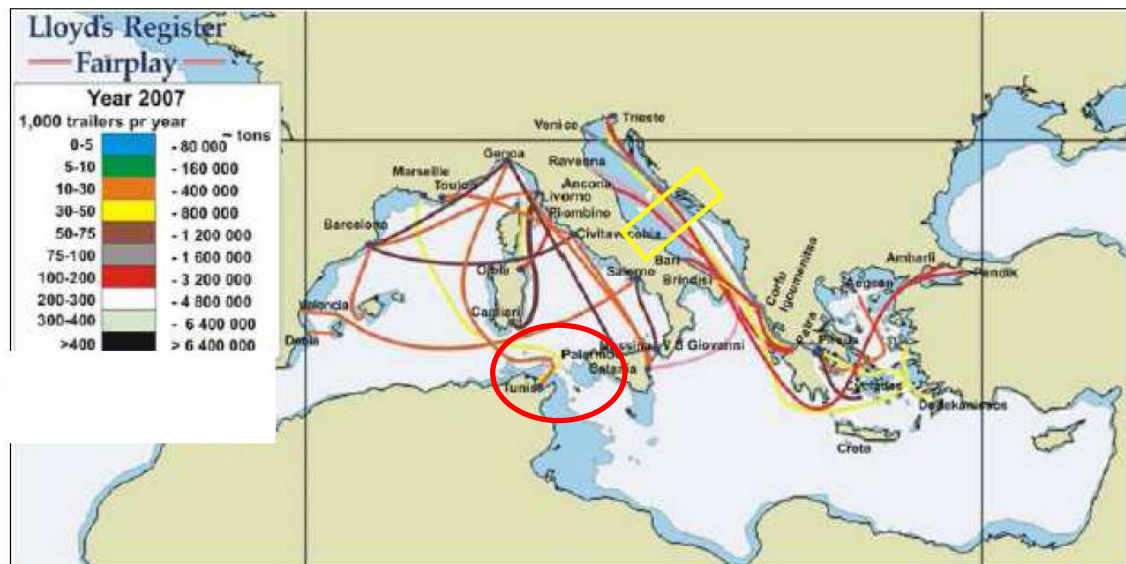 Lloyd's Register
Fairplay
Year 2007
1,000 trailers pr year
~ tons
0-5 - 80 000
5-10 - 160 000
10-30 - 400 000
30-50 - 800 000
50-75 - 1 200 000
75-100 - 1 600 000
100-200 - 3 200 000
200-300 - 4 800 000
300-400 - 6 400 000
>400 > 6 400 000
Venice
Trieste
Ravenna
Genoa
Marseille
Toulon
Ancona
Livorno
Piombino
Barcelona
Civitavecchia
Bari
Brindisi
Olbia
Salerno
Corfu
Igoumenitsa
Ambarli
Pendik
Aegean
Valencia
Cagliari
Patra
Piraeus
Denia
Messina
V d Giovanni
Palermo
Catania
Tunis
Cyclades
Dodekanissos
Crete